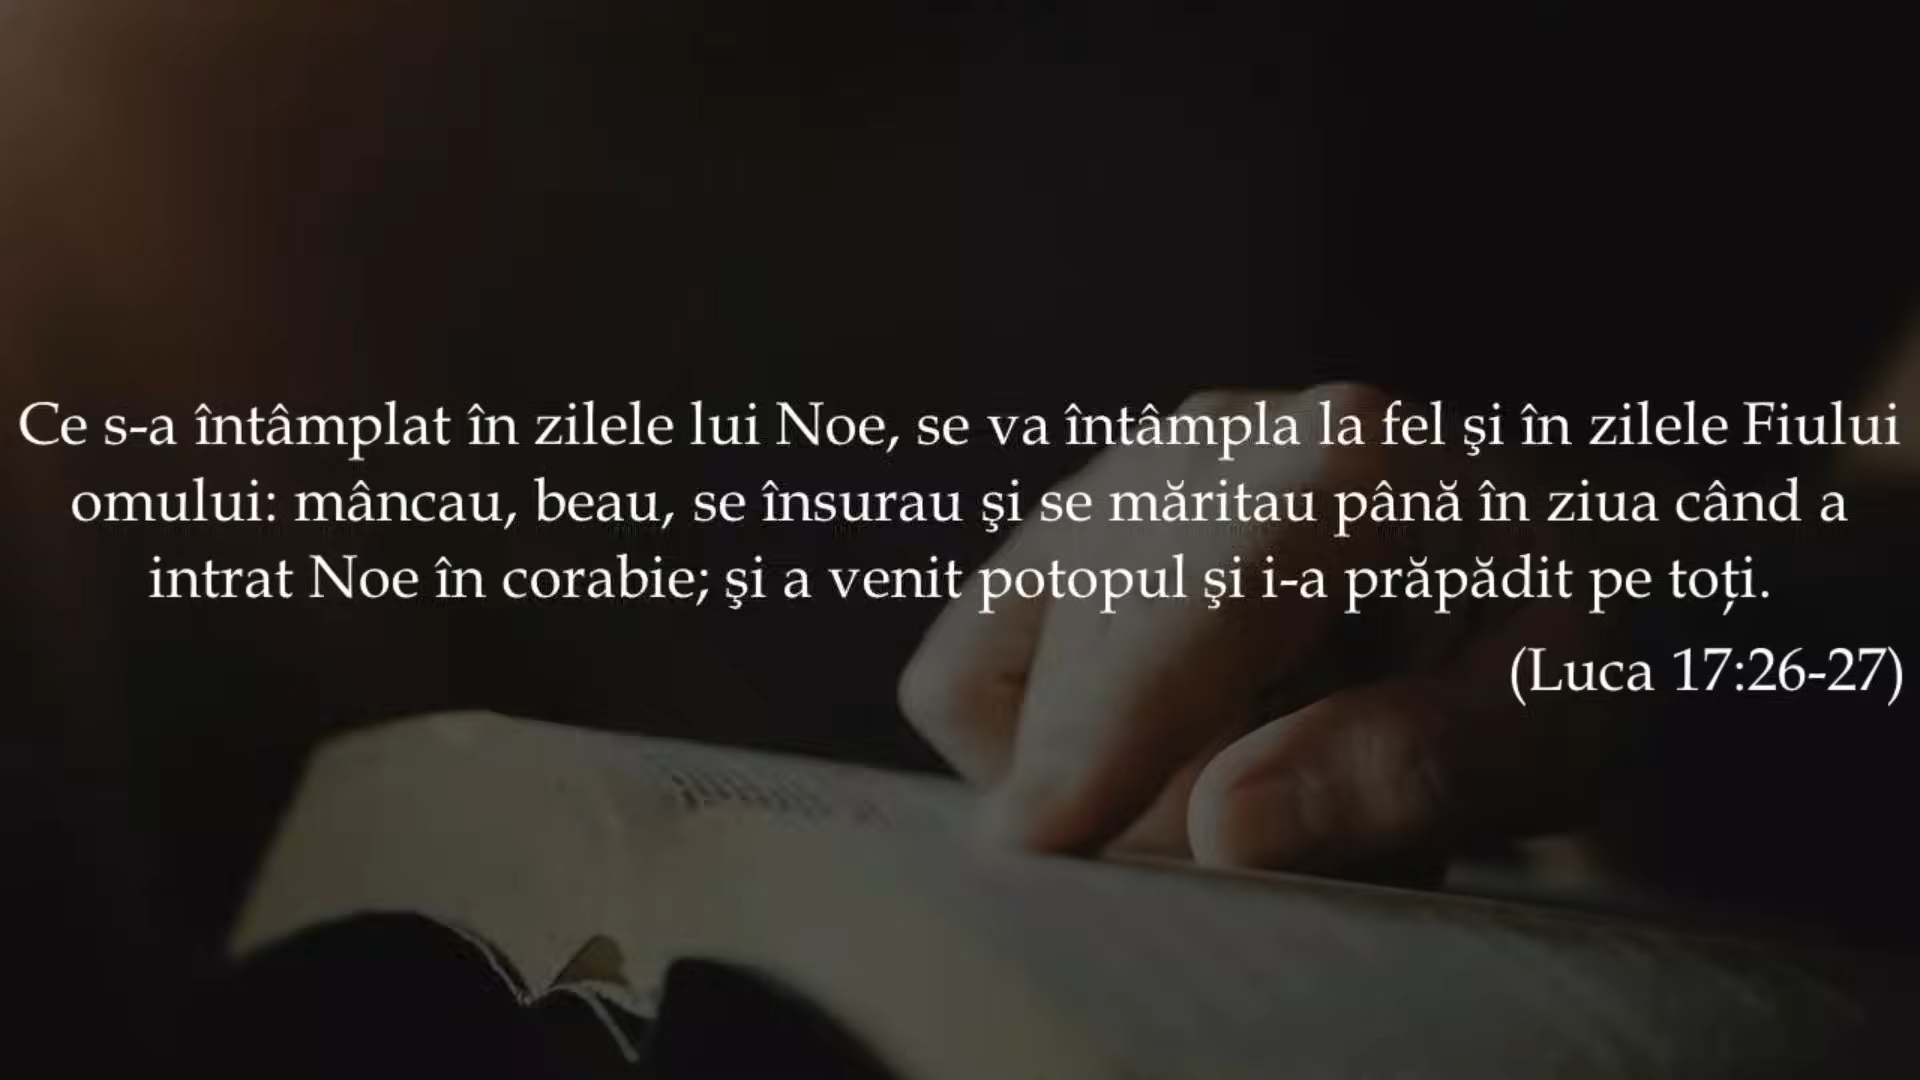 Ce s-a întâmplat în zilele lui Noe, se va întâmpla la fel şi în zilele Fiului
omului: mâncau, beau, se însurau şi se măritau până în ziua când a
intrat Noe în corabie; şi a venit potopul şi i-a prăpădit pe toți.
(Luca 17:26-27)